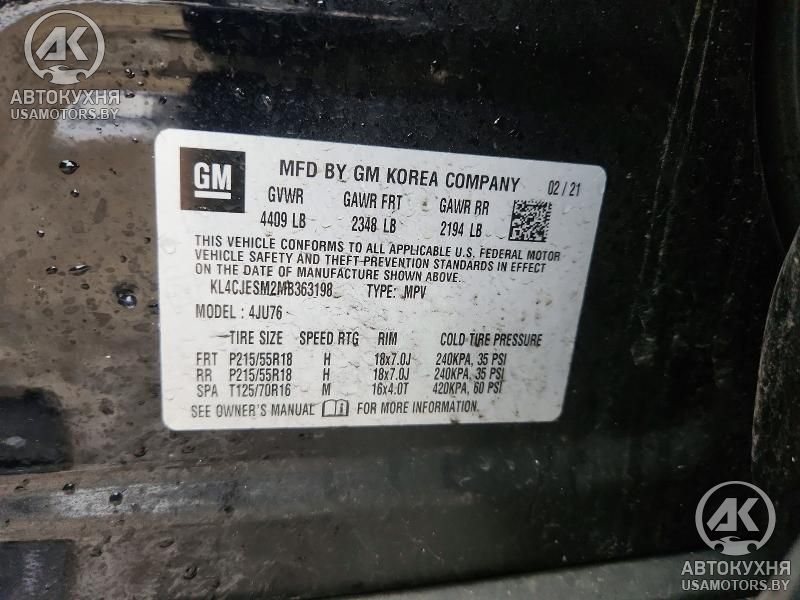 AK
АВТОКУХНЯ
USAMOTORS.BY
GM
MFD BY GM KOREA COMPANY 02 / 21
GVWR GAWR FRT GAWR RR
4409 LB 2348 LB 2194 LB
THIS VEHICLE CONFORMS TO ALL APPLICABLE U.S. FEDERAL MOTOR
VEHICLE SAFETY AND THEFT PREVENTION STANDARDS IN EFFECT
ON THE DATE OF MANUFACTURE SHOWN ABOVE.
KL4CJESM2MB363198 TYPE: MPV
MODEL : 4JU76
TIRE SIZE SPEED RTG RIM COLD TIRE PRESSURE
FRT P215/55R18 H 18x7.0J 240KPA, 35 PSI
RR P215/55R18 H 18x7.0J 240KPA, 35 PSI
SPA T125/70R16 M 16x4.0T 420KPA, 60 PSI
SEE OWNER'S MANUAL FOR MORE INFORMATION.
AK
АВТОКУХНЯ
USAMOTORS.BY